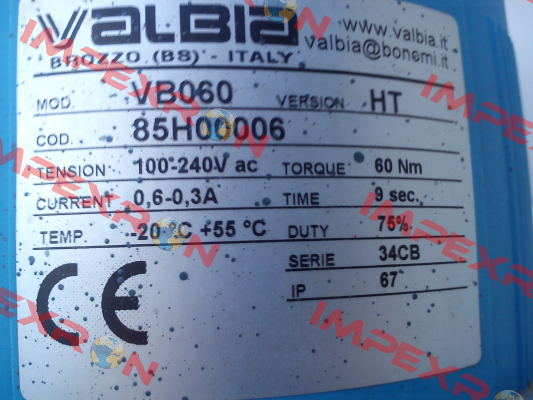 VALBIA
www.valbia.it
BROZZO (BS) - ITALY
valbia@bonomi.it
MOD. VB060 VERSION HT
COD. 85H00006
TENSION 100-240V ac TORQUE 60 Nm
CURRENT 0,6-0,3A TIME 9 sec.
TEMP. -20 °C +55 °C DUTY 75%
SERIE 34CB
IP 67
CE
IMPEXRON
IMPEXRON
IMPEXRON
IMPEXRON
IMPEXRON
IMPEXRON